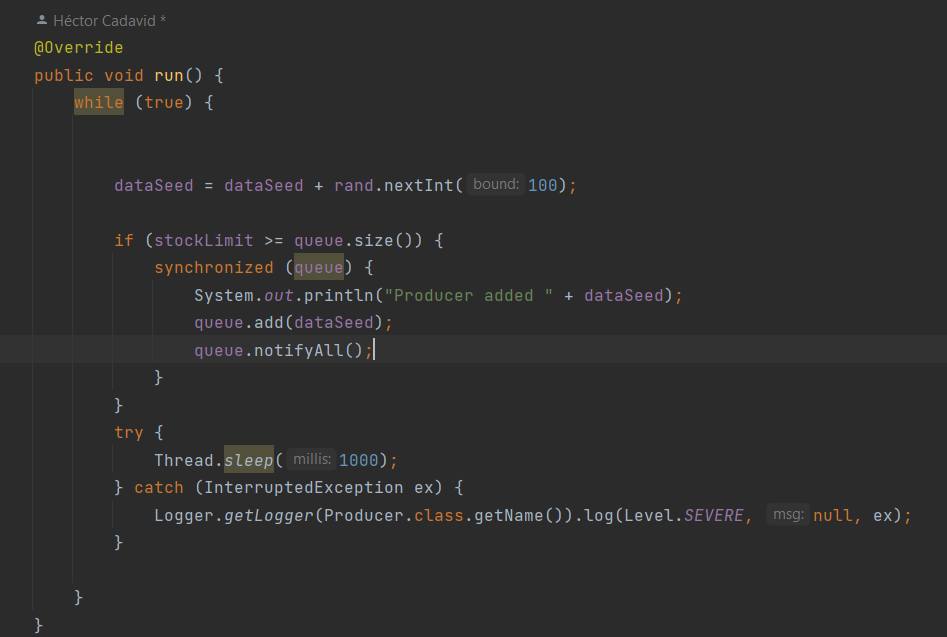 Héctor Cadavid *
@Override
public void run() {
while (true) {
dataSeed = dataSeed + rand.nextInt( bound: 100);
if (stockLimit >= queue.size()) {
synchronized (queue) {
System.out.println("Producer added " + dataSeed);
queue.add(dataSeed);
queue.notifyAll();
}
}
try {
Thread.sleep( millis: 1000);
} catch (InterruptedException ex) {
Logger.getLogger(Producer.class.getName()).log(Level.SEVERE, msg: null, ex);
}
}
}